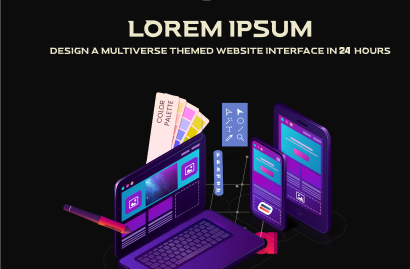 LOREM IPSUM
DESIGN A MULTIVERSE THEMED WEBSITE INTERFACE IN 24 HOURS
COLOR
PALETTE